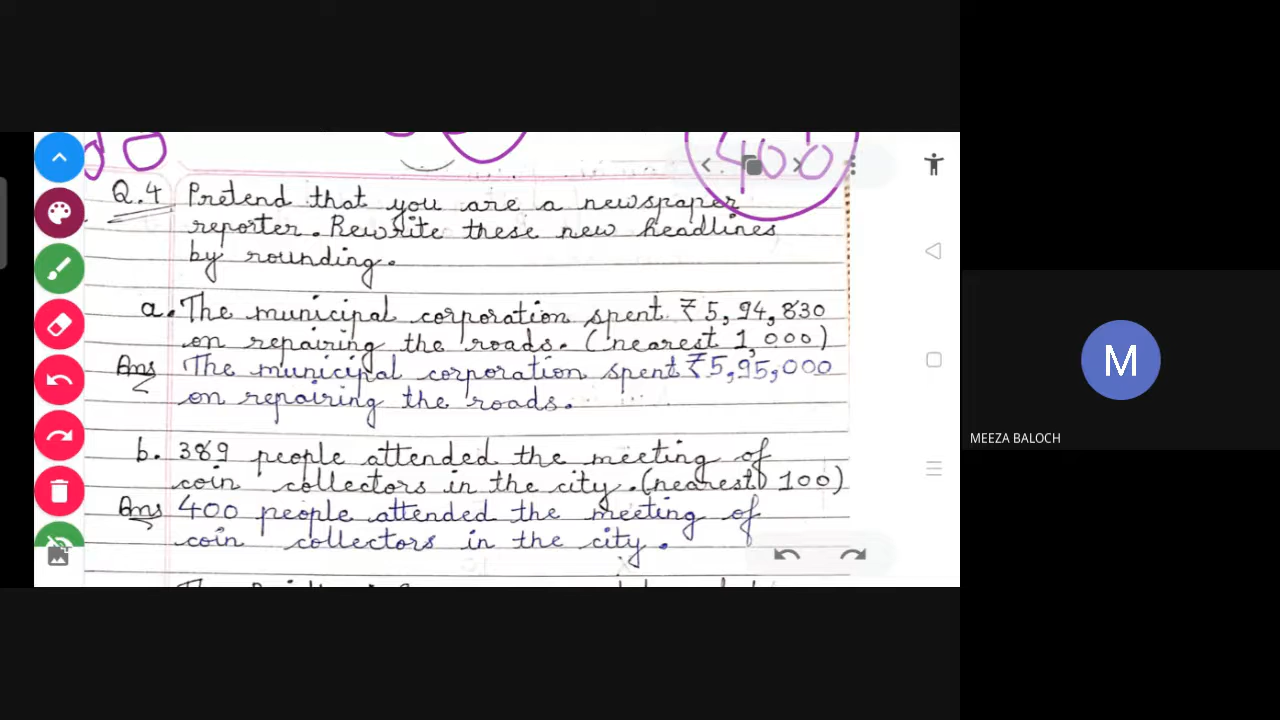 400
Q.4 Pretend that you are a newspaper
reporter. Rewrite these new headlines
by rounding.
a. The municipal corporation spent ₹5,94,830
on repairing the roads. (nearest 1,000)
Ans The municipal corporation spent ₹5,95,000
on repairing the roads.
b. 389 people attended the meeting of
coin collectors in the city. (nearest 100)
Ans 400 people attended the meeting of
coin collectors in the city.
M
MEEZA BALOCH